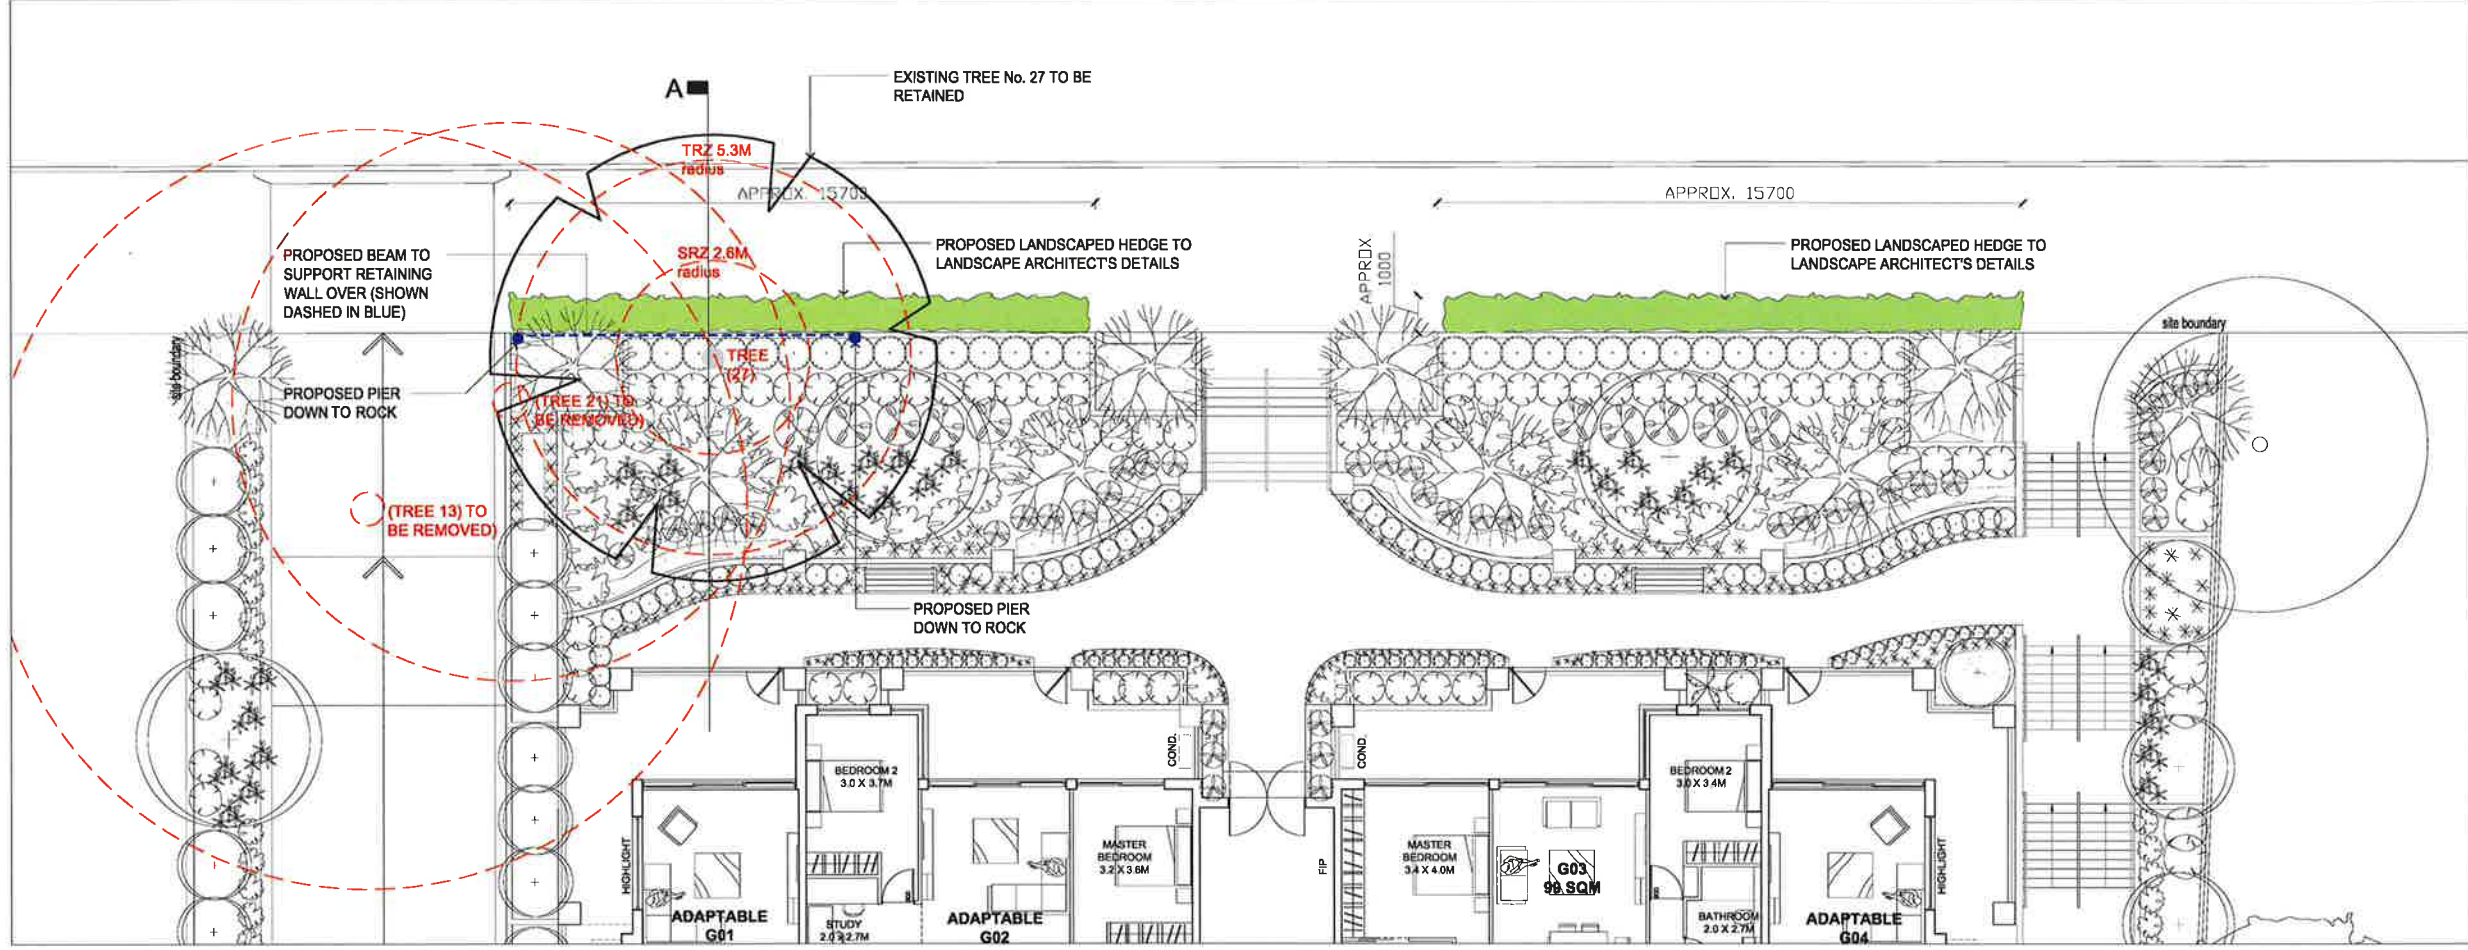 EXISTING TREE No. 27 TO BE
RETAINED
A
TRZ 5.3M
radius
APPROX. 15700
APPROX. 15700
PROPOSED BEAM TO
SUPPORT RETAINING
WALL OVER (SHOWN
DASHED IN BLUE)
SRZ 2.6M
radius
PROPOSED LANDSCAPED HEDGE TO
LANDSCAPE ARCHITECT'S DETAILS
APPROX
1000
PROPOSED LANDSCAPED HEDGE TO
LANDSCAPE ARCHITECT'S DETAILS
site boundary
site boundary
TREE
(27)
PROPOSED PIER
DOWN TO ROCK
(TREE 21) TO
BE REMOVED)
(TREE 13) TO
BE REMOVED)
PROPOSED PIER
DOWN TO ROCK
COND.
COND.
BEDROOM 2
3.0 X 3.7M
BEDROOM 2
3.0 X 3.4M
HIGHLIGHT
MASTER
BEDROOM
3.2 X 3.6M
FIP
MASTER
BEDROOM
3.4 X 4.0M
G03
99 SQM
HIGHLIGHT
ADAPTABLE
G01
STUDY
2.0 X 2.7M
ADAPTABLE
G02
BATHROOM
2.0 X 2.7M
ADAPTABLE
G04